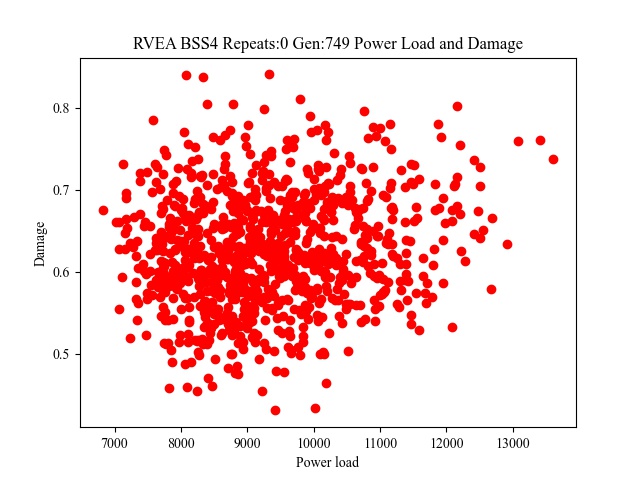 RVEA BSS4 Repeats:0 Gen:749 Power Load and Damage
0.8
0.7
0.6
0.5
Damage
7000 8000 9000 10000 11000 12000 13000
Power load